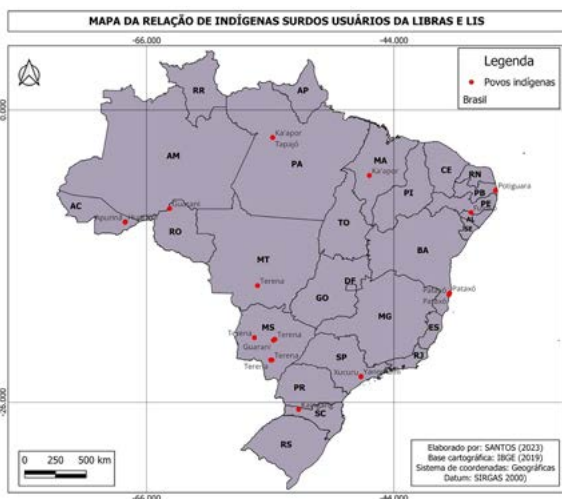 MAPA DA RELAÇÃO DE INDÍGENAS SURDOS USUÁRIOS DA LIBRAS E LIS
-66.000 -44.000
Legenda
Povos indígenas
Brasil
0.000
RR AP
Ka'apor
Tapajó
AM PA MA
Ka'apor
CE RN
PB
Potiguara
PE
PI
AC
Guarani
Apurinã
RO
TO
AL
SE
MT
BA
Terena
DF
GO
Pataxó Pataxó
Pataxó
MG
ES
MS
Terena Terena
Guarani
Terena
Terena
SP
RJ
Xucuru
PR
-26.000
SC
RS
0 250 500 km
Elaborado por: SANTOS (2023)
Base cartográfica: IBGE (2019)
Sistema de coordenadas: Geográficas
Datum: SIRGAS 2000)
-66.000 -44.000